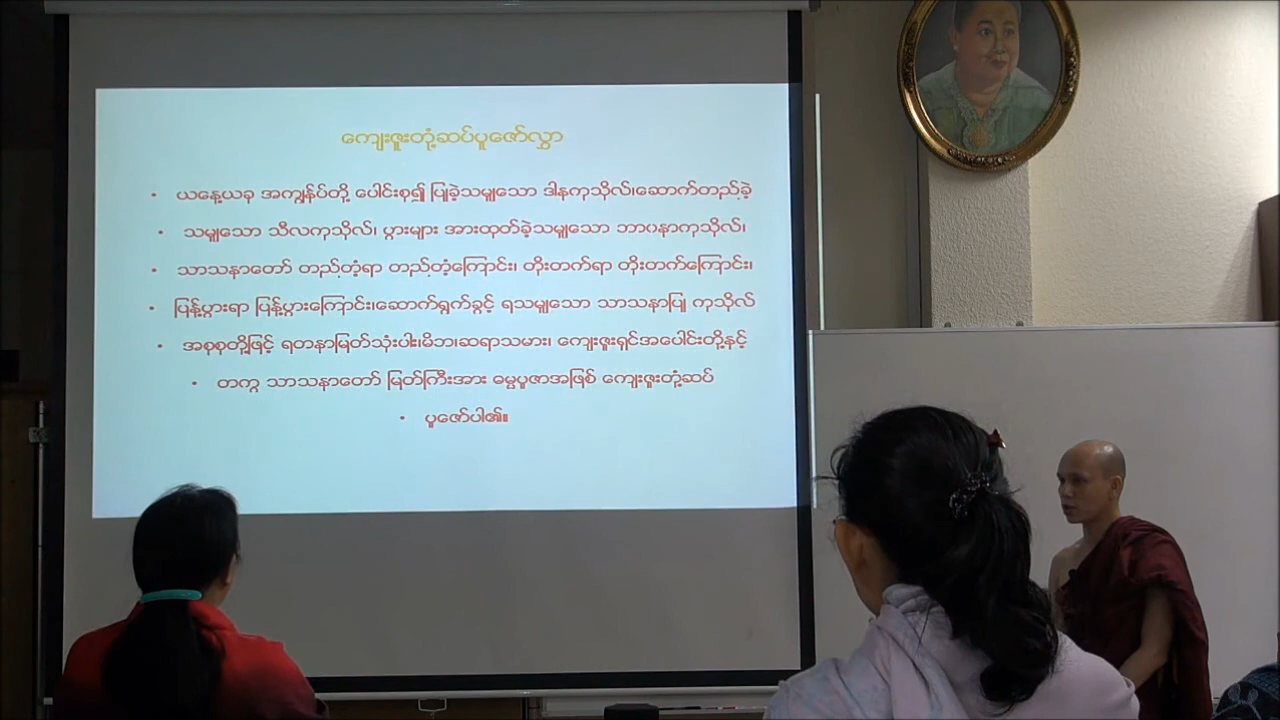 ကျေးဇူးတုံ့ဆပ်ပူဇော်လွှာ
• ယနေ့ယခု အကျွန်ုပ်တို့ ပေါင်းစု၍ ပြုခဲ့သမျှသော ဒါနကုသိုလ်၊ဆောက်တည်ခဲ့
• သမျှသော သီလကုသိုလ်၊ ပွားများ အားထုတ်ခဲ့သမျှသော ဘာဝနာကုသိုလ်၊
• သာသနာတော် တည်တံ့ရာ တည်တံ့ကြောင်း၊ တိုးတက်ရာ တိုးတက်ကြောင်း၊
• ပြန့်ပွားရာ ပြန့်ပွားကြောင်း၊ဆောက်ရွက်ခွင့် ရသမျှသော သာသနာပြု ကုသိုလ်
• အစုစုတို့ဖြင့် ရတနာမြတ်သုံးပါး၊မိဘ၊ဆရာသမား၊ ကျေးဇူးရှင်အပေါင်းတို့နှင့်
• တကွ သာသနာတော် မြတ်ကြီးအား ဓမ္မပူဇာအဖြစ် ကျေးဇူးတုံ့ဆပ်
• ပူဇော်ပါ၏။